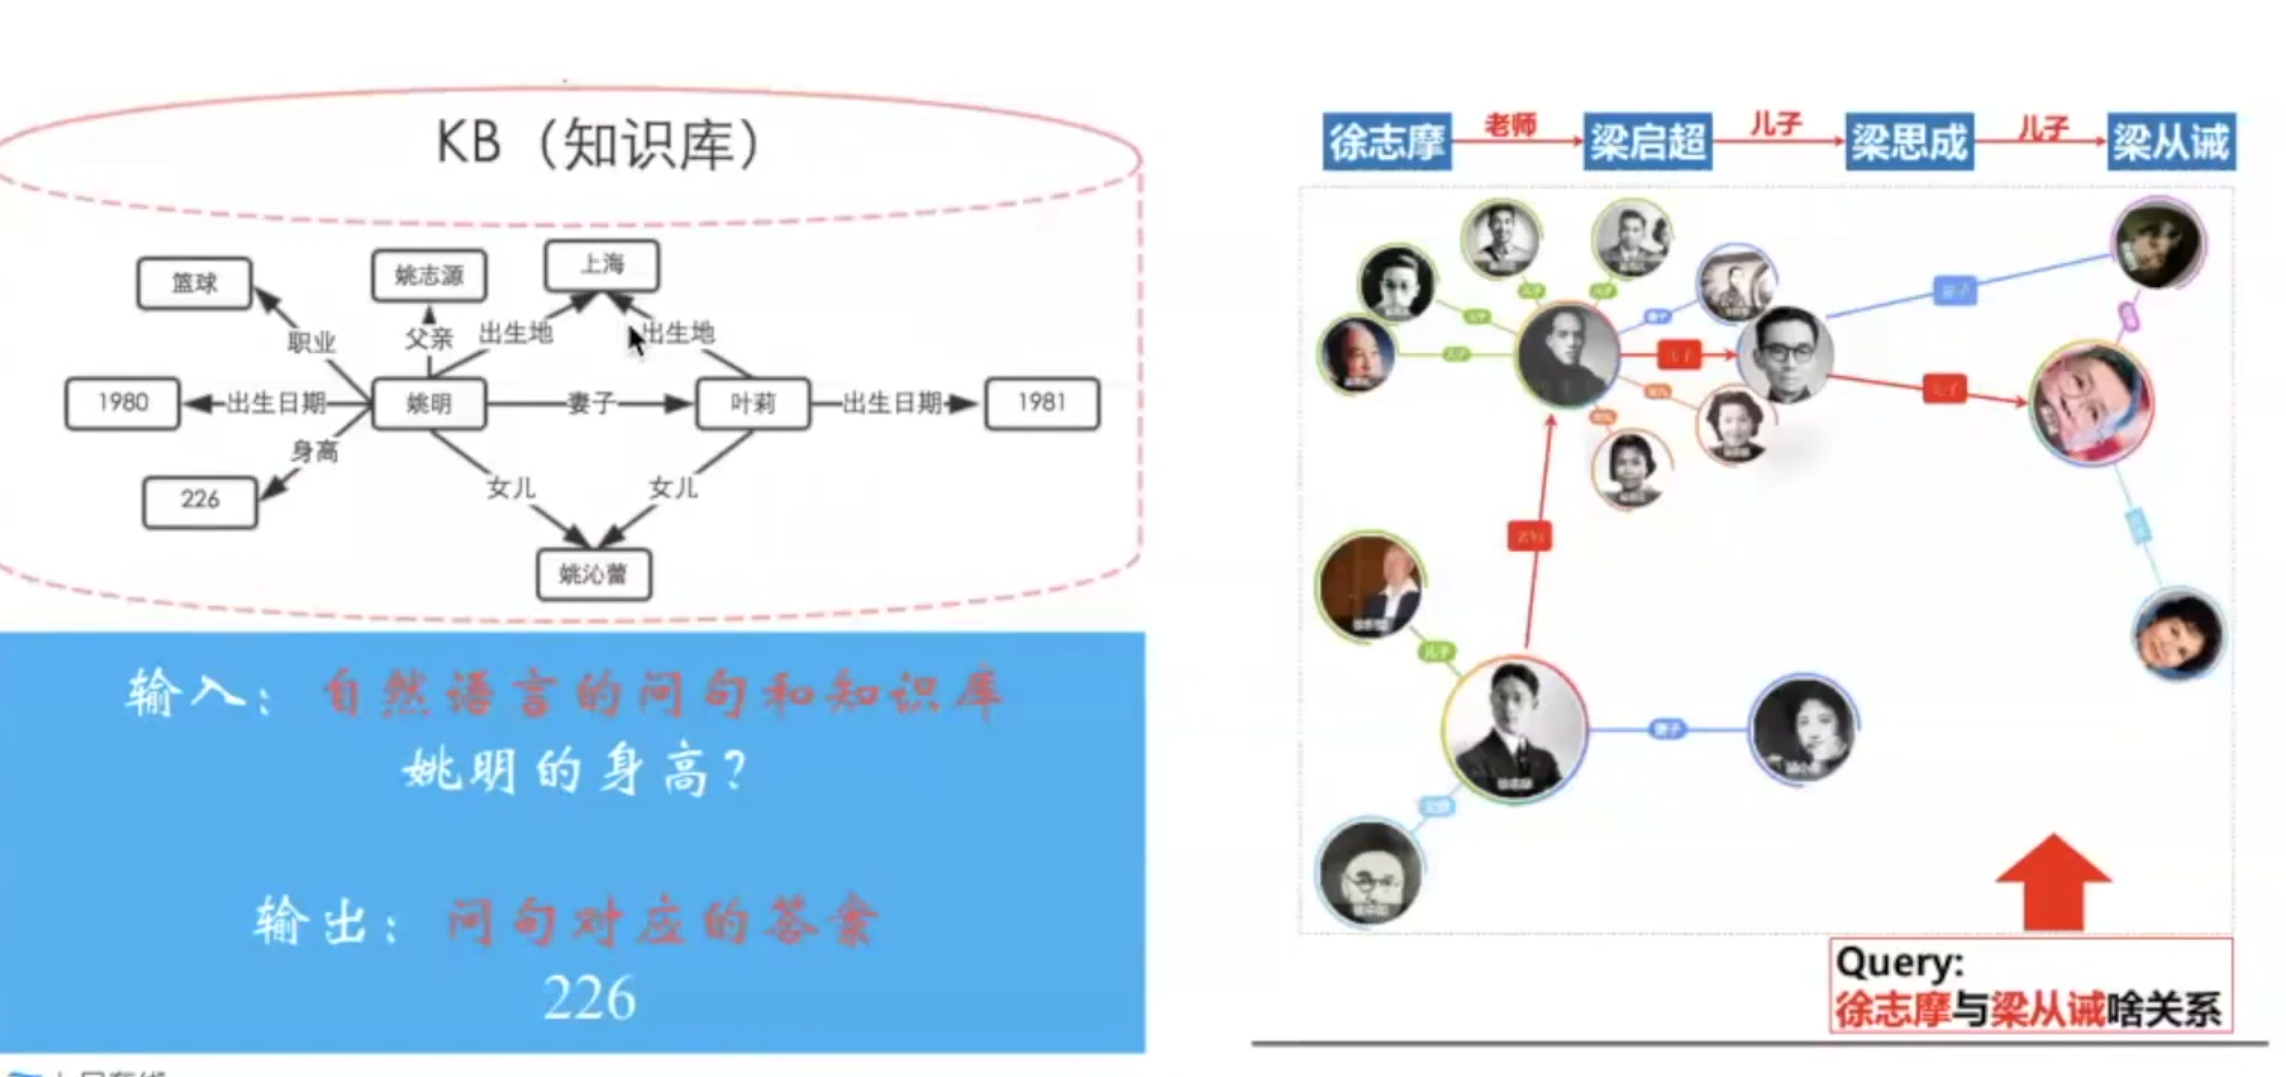 KB（知识库）
篮球
姚志源
上海
职业
父亲
出生地
出生地
1980
出生日期
姚明
妻子
叶莉
出生日期
1981
身高
226
女儿
女儿
姚沁蕾
输入：自然语言的问句和知识库
姚明的身高？
输出：问句对应的答案
226
徐志摩 老师 梁启超 儿子 梁思成 儿子 梁从诫
儿子
妻子
Query:
徐志摩与梁从诫啥关系